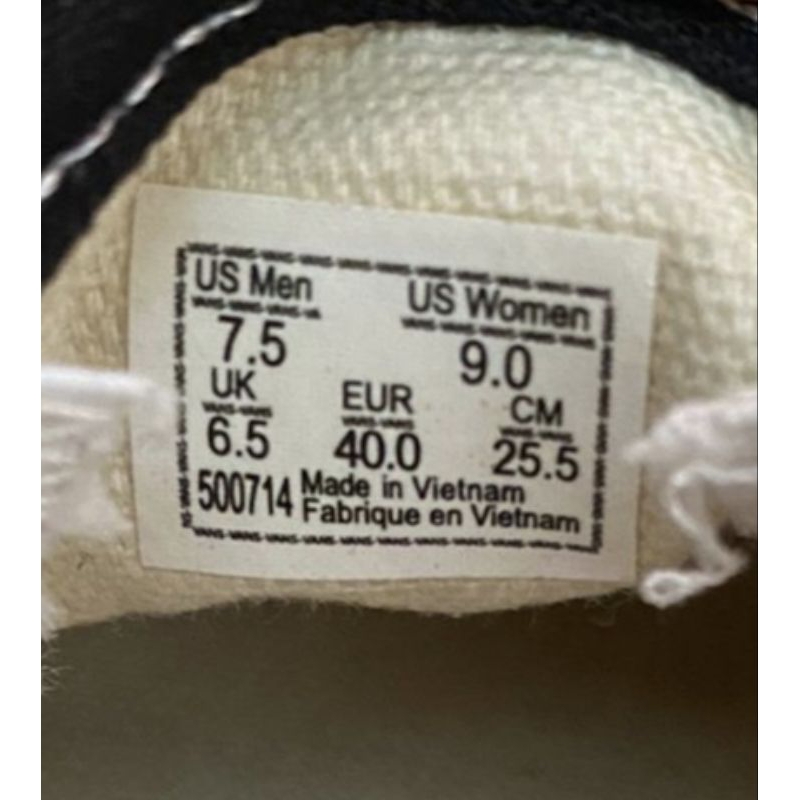 US Men US Women
7.5 9.0
UK EUR CM
6.5 40.0 25.5
500714 Made in Vietnam
Fabrique en Vietnam